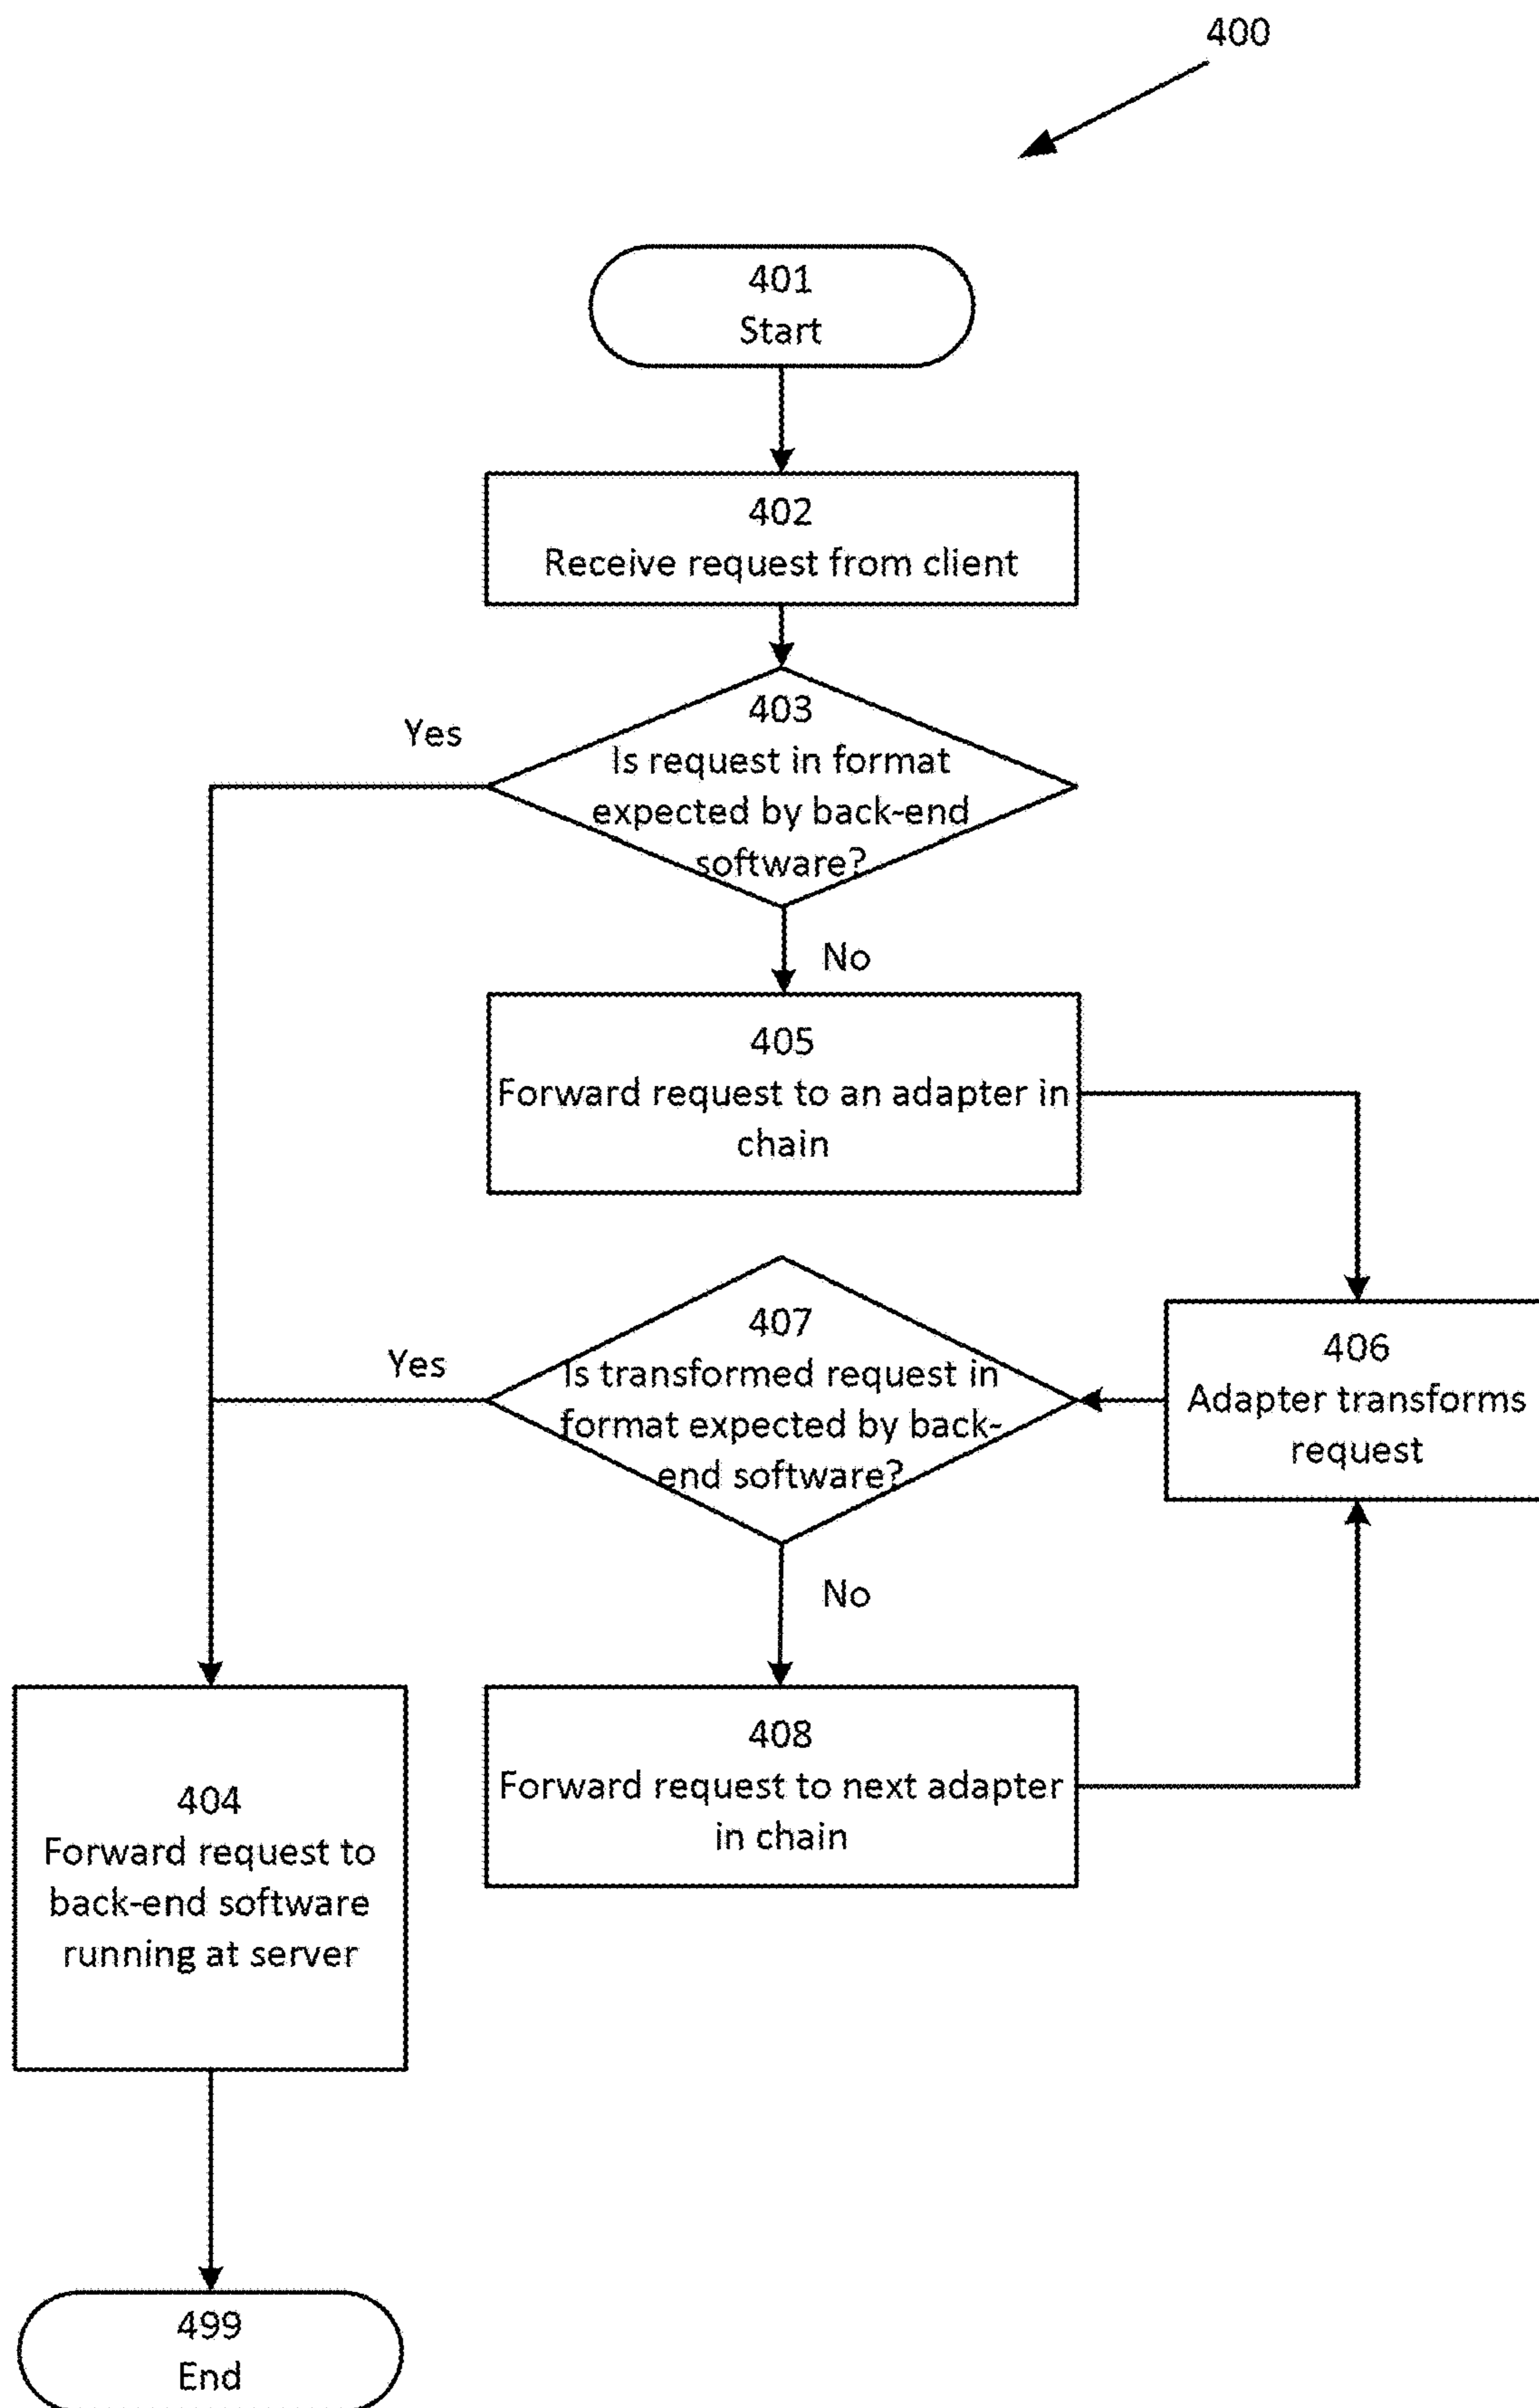 400
401
Start
402
Receive request from client
403
Is request in format
expected by back-end
software?
Yes
No
405
Forward request to an adapter in
chain
406
Adapter transforms
request
407
Is transformed request in
format expected by back-
end software?
Yes
No
408
Forward request to next adapter
in chain
404
Forward request to
back-end software
running at server
499
End